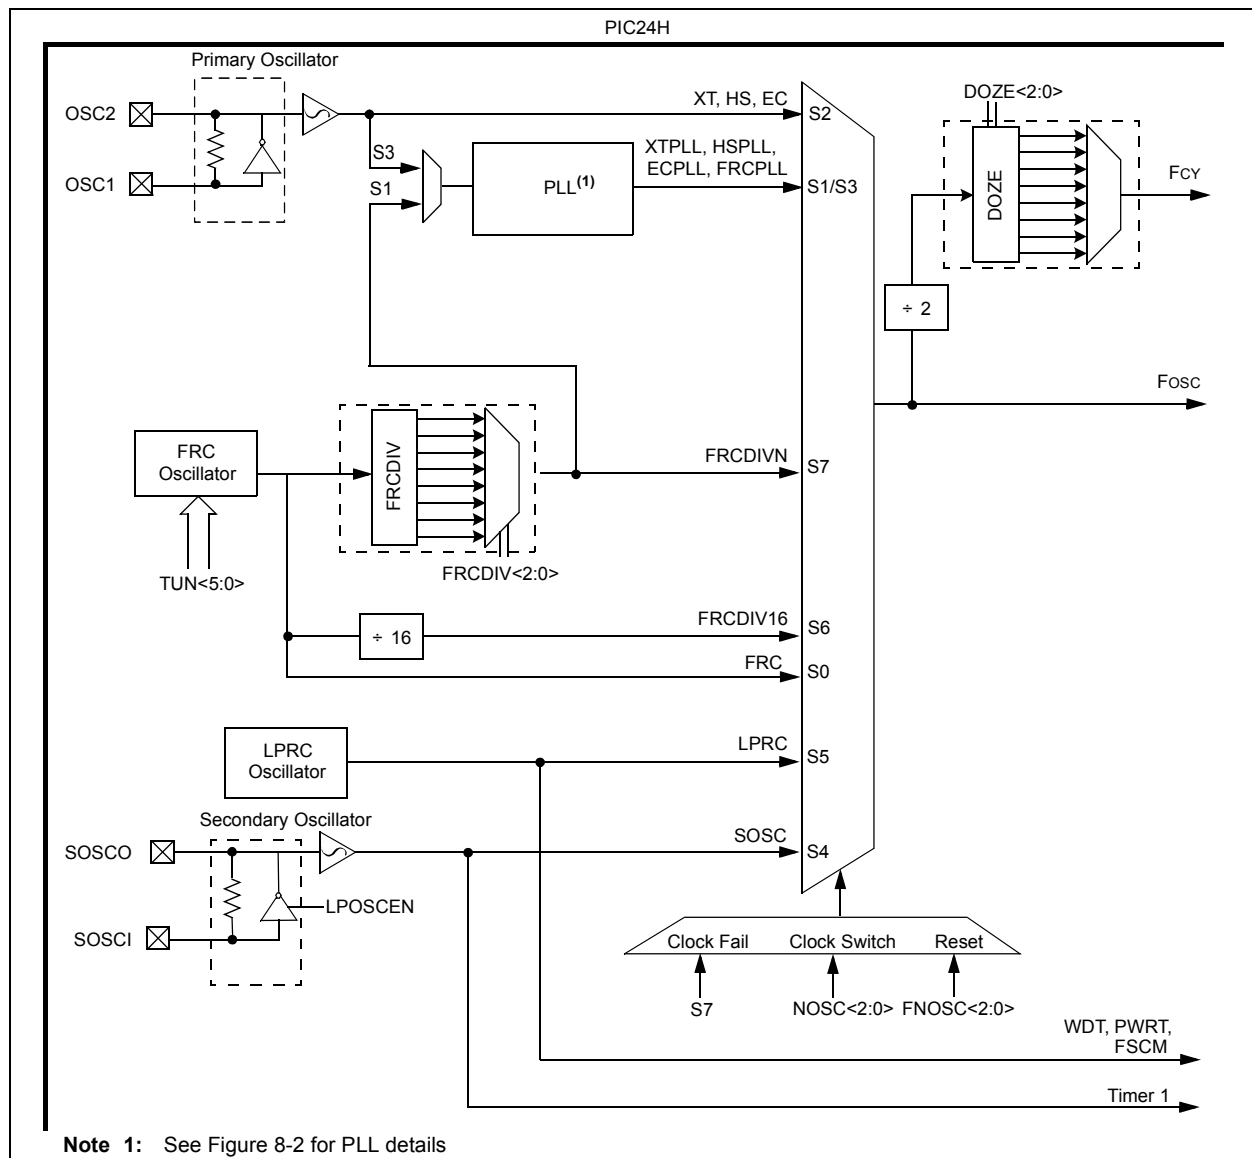 PIC24H
Primary Oscillator
OSC2
OSC1
XT, HS, EC
S2
S3
S1
PLL(1)
XTPLL, HSPLL,
ECPLL, FRCPLL
S1/S3
DOZE<2:0>
DOZE
FCY
÷ 2
FOSC
FRC
Oscillator
TUN<5:0>
FRCDIV
FRCDIV<2:0>
FRCDIVN
S7
÷ 16
FRCDIV16
S6
FRC
S0
LPRC
Oscillator
LPRC
S5
Secondary Oscillator
SOSCO
SOSCI
LPOSCEN
SOSC
S4
Clock Fail
Clock Switch
Reset
S7
NOSC<2:0>
FNOSC<2:0>
WDT, PWRT,
FSCM
Timer 1
Note 1: See Figure 8-2 for PLL details